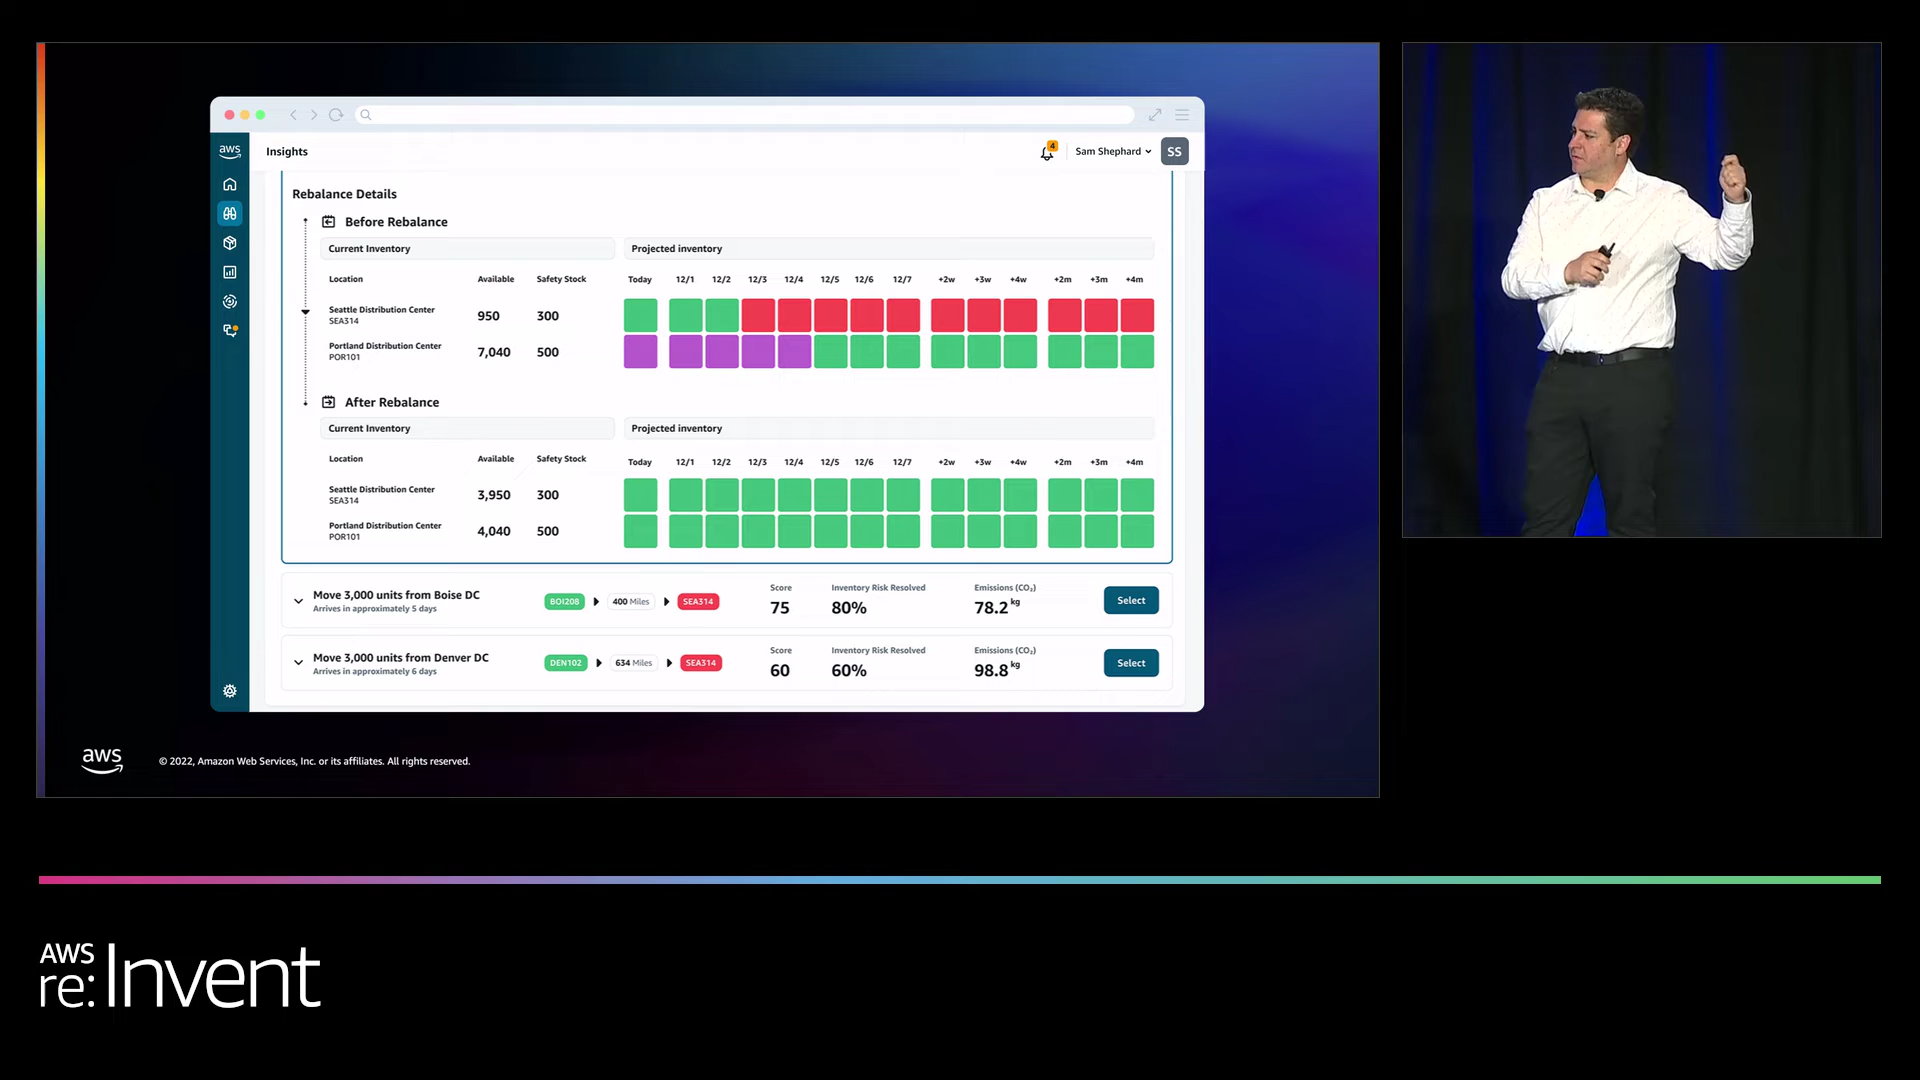 aws
Insights
4
Sam Shephard
SS
Rebalance Details
Before Rebalance
Current Inventory
Projected inventory
Location Available Safety Stock Today 12/1 12/2 12/3 12/4 12/5 12/6 12/7 +2w +3w +4w +2m +3m +4m
Seattle Distribution Center
SEA314
950 300
Portland Distribution Center
POR101
7,040 500
After Rebalance
Current Inventory
Projected inventory
Location Available Safety Stock Today 12/1 12/2 12/3 12/4 12/5 12/6 12/7 +2w +3w +4w +2m +3m +4m
Seattle Distribution Center
SEA314
3,950 300
Portland Distribution Center
POR101
4,040 500
Move 3,000 units from Boise DC
Arrives in approximately 5 days
BOI208 400 Miles SEA314
Score
75
Inventory Risk Resolved
80%
Emissions (CO₂)
78.2 kg
Select
Move 3,000 units from Denver DC
Arrives in approximately 6 days
DEN102 634 Miles SEA314
Score
60
Inventory Risk Resolved
60%
Emissions (CO₂)
98.8 kg
Select
aws
© 2022, Amazon Web Services, Inc. or its affiliates. All rights reserved.
AWS
re:Invent